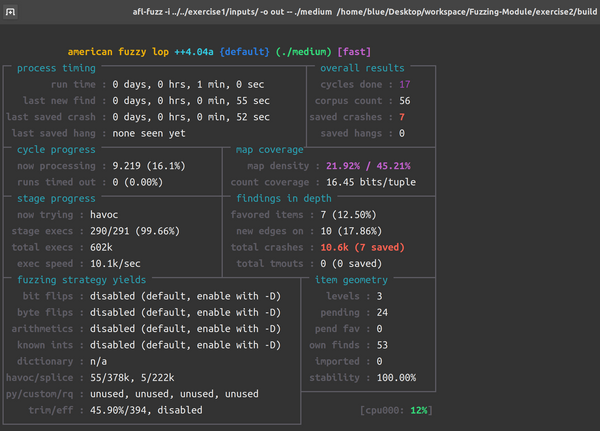 afl-fuzz -i ../../exercise1/inputs/ -o out -- ./medium /home/blue/Desktop/workspace/Fuzzing-Module/exercise2/build
american fuzzy lop ++4.04a {default} (./medium) [fast]
process timing overall results
run time : 0 days, 0 hrs, 1 min, 0 sec cycles done : 17
last new find : 0 days, 0 hrs, 0 min, 55 sec corpus count : 56
last saved crash : 0 days, 0 hrs, 0 min, 52 sec saved crashes : 7
last saved hang : none seen yet saved hangs : 0
cycle progress map coverage
now processing : 9.219 (16.1%) map density : 21.92% / 45.21%
runs timed out : 0 (0.00%) count coverage : 16.45 bits/tuple
stage progress findings in depth
now trying : havoc favored items : 7 (12.50%)
stage execs : 290/291 (99.66%) new edges on : 10 (17.86%)
total execs : 602k total crashes : 10.6k (7 saved)
exec speed : 10.1k/sec total tmouts : 0 (0 saved)
fuzzing strategy yields item geometry
bit flips : disabled (default, enable with -D) levels : 3
byte flips : disabled (default, enable with -D) pending : 24
arithmetics : disabled (default, enable with -D) pend fav : 0
known ints : disabled (default, enable with -D) own finds : 53
dictionary : n/a imported : 0
havoc/splice : 55/378k, 5/222k stability : 100.00%
py/custom/rq : unused, unused, unused, unused
trim/eff : 45.90%/394, disabled [cpu000: 12%]